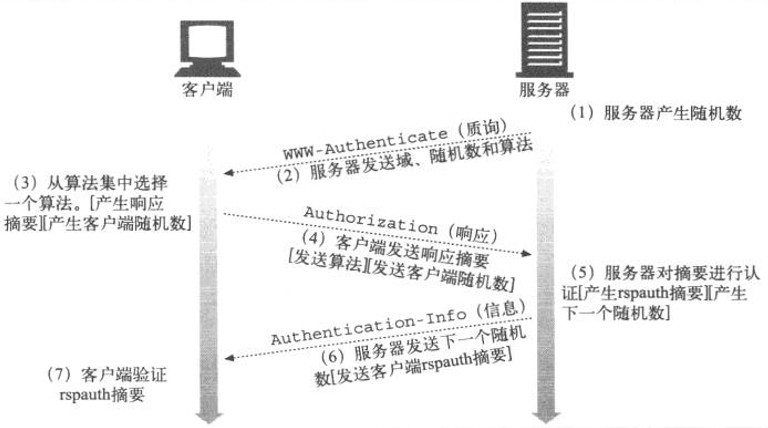 客户端
服务器
(1) 服务器产生随机数
WWW-Authenticate (质询)
(2) 服务器发送域、随机数和算法
(3) 从算法集中选择
一个算法。[产生响应
摘要][产生客户端随机数]
Authorization (响应)
(4) 客户端发送响应摘要
[发送算法][发送客户端随机数]
(5) 服务器对摘要进行认
证[产生rspauth摘要][产生
下一个随机数]
Authentication-Info (信息)
(6) 服务器发送下一个随机
数[发送客户端rspauth摘要]
(7) 客户端验证
rspauth摘要